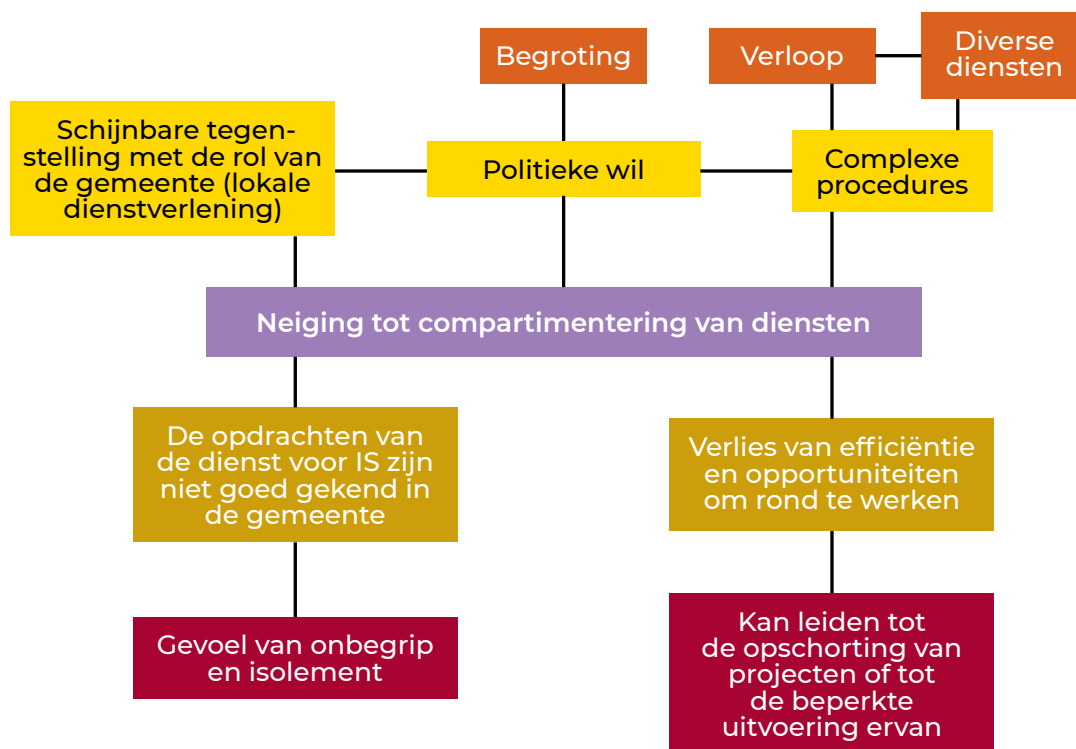 Begroting
Verloop
Diverse
diensten
Schijnbare tegen-
stelling met de rol van
de gemeente (lokale
dienstverlening)
Politieke wil
Complexe
procedures
Neiging tot compartimentering van diensten
De opdrachten van
de dienst voor IS zijn
niet goed gekend in
de gemeente
Verlies van efficiëntie
en opportuniteiten
om rond te werken
Gevoel van onbegrip
en isolement
Kan leiden tot
de opschorting van
projecten of tot
de beperkte
uitvoering ervan